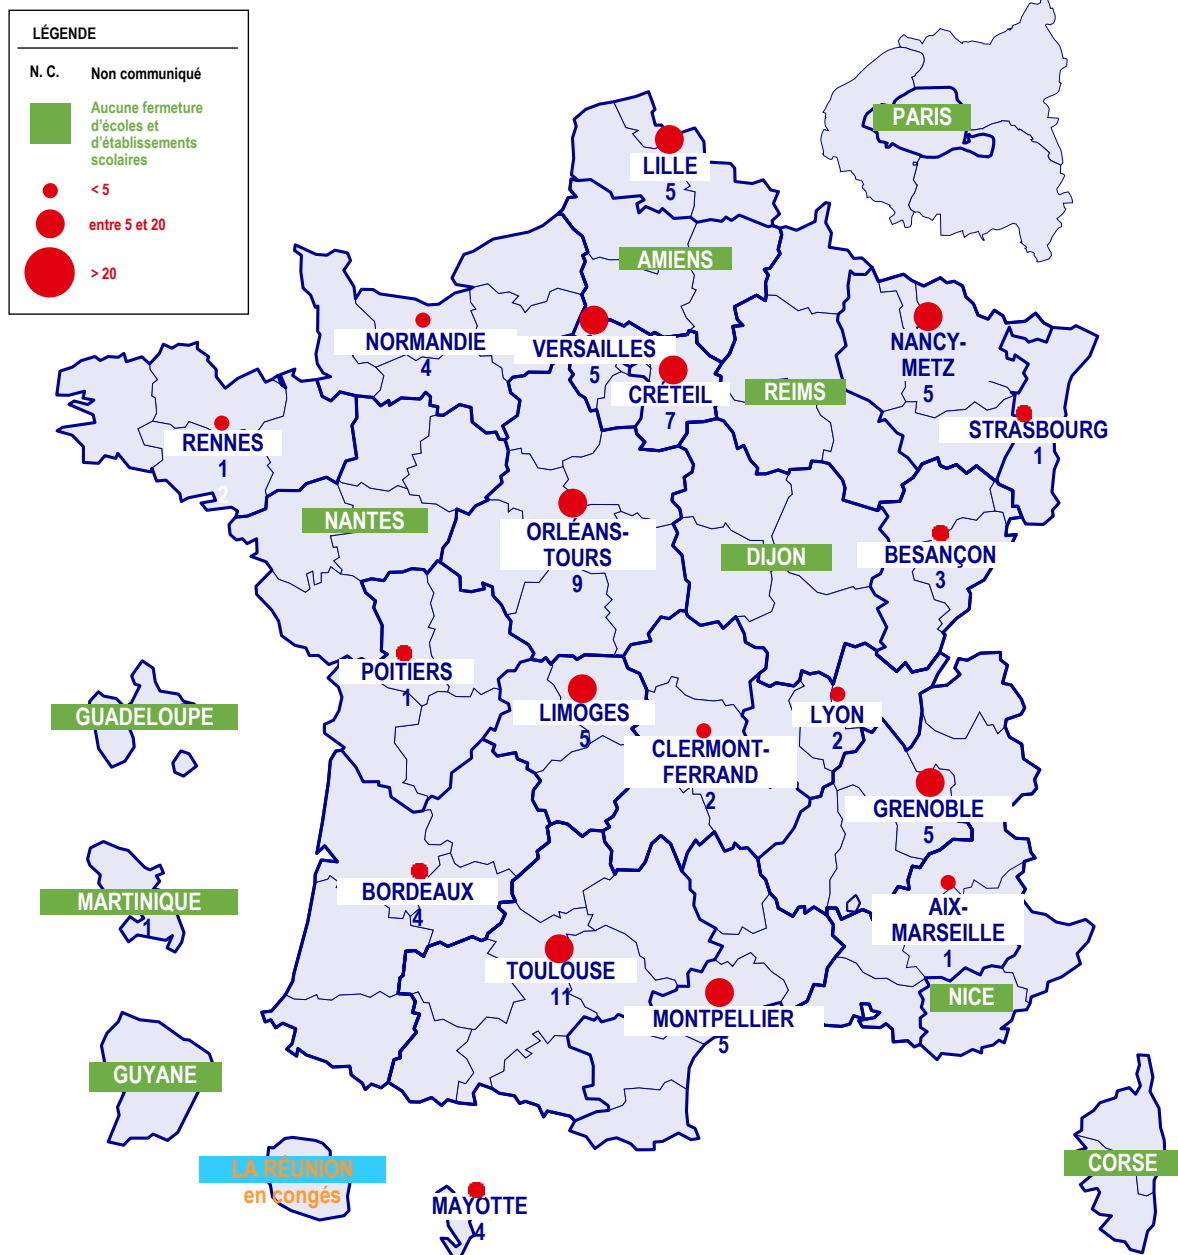 LÉGENDE
N. C. Non communiqué
Aucune fermeture
d'écoles et
d'établissements
scolaires
< 5
entre 5 et 20
> 20
PARIS
LILLE
5
AMIENS
NORMANDIE
4
VERSAILLES
5
CRÉTEIL
7
REIMS
NANCY-
METZ
5
STRASBOURG
1
RENNES
1
2
NANTES
ORLÉANS-
TOURS
9
DIJON
BESANÇON
3
POITIERS
1
LIMOGES
5
CLERMONT-
FERRAND
2
LYON
2
GRENOBLE
5
GUADELOUPE
MARTINIQUE
1
BORDEAUX
4
AIX-
MARSEILLE
1
TOULOUSE
11
MONTPELLIER
5
NICE
GUYANE
LA RÉUNION
en congés
MAYOTTE
4
CORSE